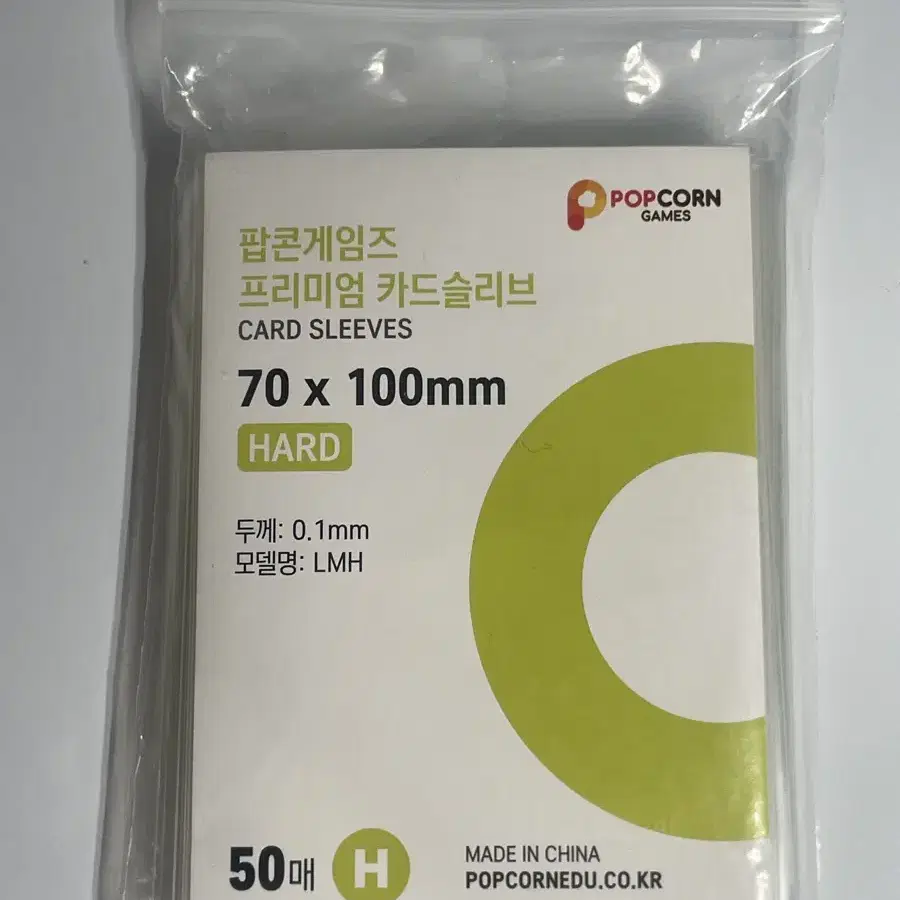 POPCORN
GAMES
팝콘게임즈
프리미엄 카드슬리브
CARD SLEEVES
70 x 100mm
HARD
두께: 0.1mm
모델명: LMH
50매 H
MADE IN CHINA
POPCORNEDU.CO.KR